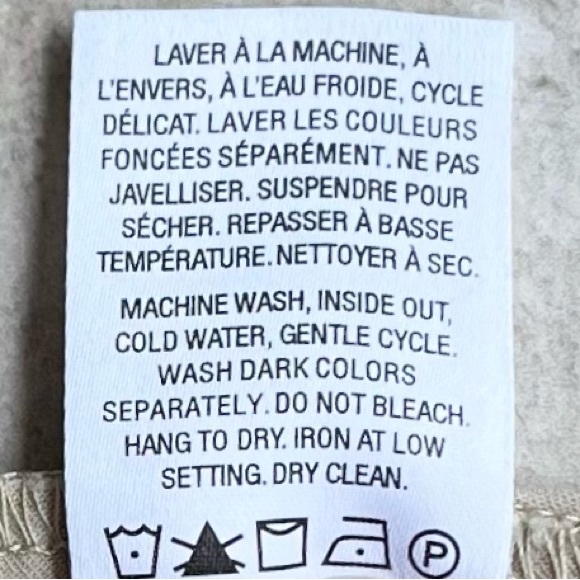 LAVER À LA MACHINE, À
L'ENVERS, À L'EAU FROIDE, CYCLE
DÉLICAT. LAVER LES COULEURS
FONCÉES SÉPARÉMENT. NE PAS
JAVELLISER. SUSPENDRE POUR
SÉCHER. REPASSER À BASSE
TEMPÉRATURE. NETTOYER À SEC.
MACHINE WASH, INSIDE OUT,
COLD WATER, GENTLE CYCLE.
WASH DARK COLORS
SEPARATELY. DO NOT BLEACH.
HANG TO DRY. IRON AT LOW
SETTING. DRY CLEAN.
P